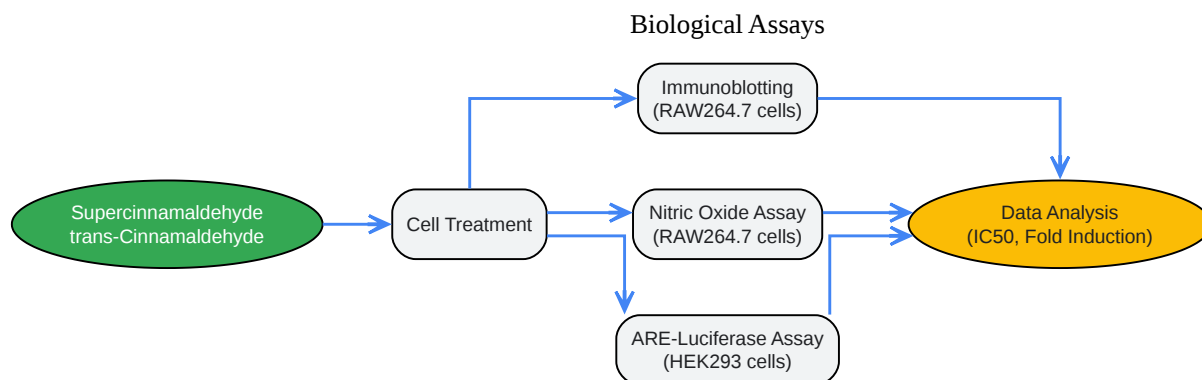 Biological Assays
Immunoblotting
(RAW264.7 cells)
Supercinnamaldehyde
trans-Cinnamaldehyde
Cell Treatment
Nitric Oxide Assay
(RAW264.7 cells)
Data Analysis
(IC50, Fold Induction)
ARE-Luciferase Assay
(HEK293 cells)